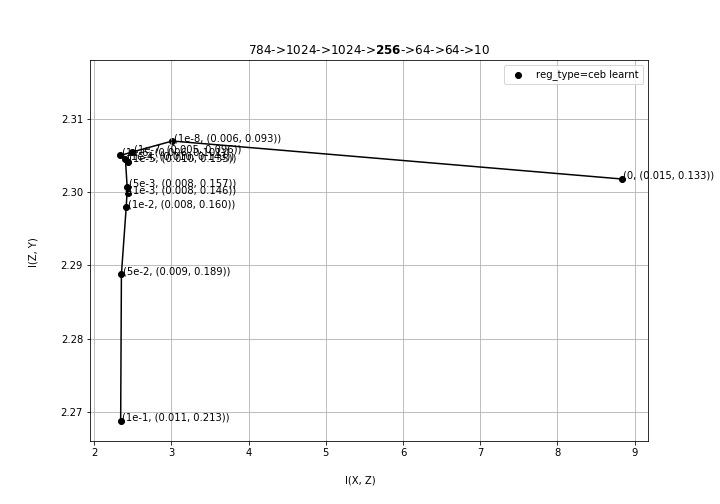 784->1024->1024->256->64->64->10
reg_type=ceb learnt
2.31
2.30
2.29
2.28
2.27
I(Z, Y)
(1e-8, (0.006, 0.093))
(0, (0.015, 0.133))
(5e-3, (0.008, 0.157))
(1e-3, (0.008, 0.146))
(1e-2, (0.008, 0.160))
(5e-2, (0.009, 0.189))
(1e-1, (0.011, 0.213))
2 3 4 5 6 7 8 9
I(X, Z)